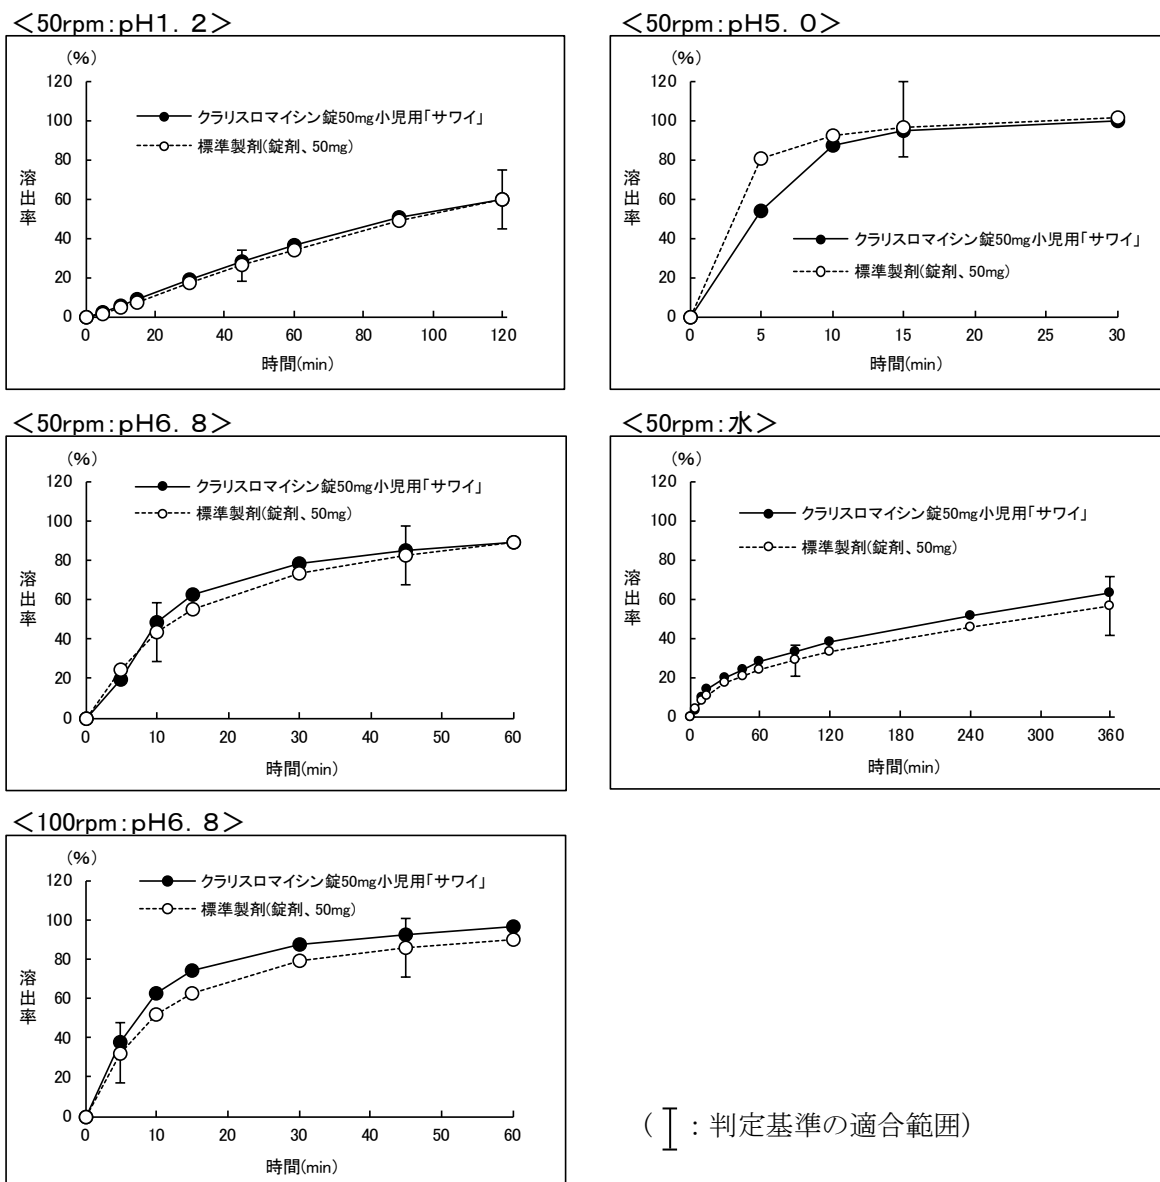 ＜50rpm：pH1．2＞
(%)
120
100
80
60
40
20
0
溶出率
クラリスロマイシン錠50mg小児用「サワイ」
標準製剤(錠剤、50mg)
0 20 40 60 80 100 120
時間(min)
＜50rpm：pH5．0＞
(%)
120
100
80
60
40
20
0
溶出率
クラリスロマイシン錠50mg小児用「サワイ」
標準製剤(錠剤、50mg)
0 5 10 15 20 25 30
時間(min)
＜50rpm：pH6．8＞
(%)
120
100
80
60
40
20
0
溶出率
クラリスロマイシン錠50mg小児用「サワイ」
標準製剤(錠剤、50mg)
0 10 20 30 40 50 60
時間(min)
＜50rpm：水＞
(%)
120
100
80
60
40
20
0
溶出率
クラリスロマイシン錠50mg小児用「サワイ」
標準製剤(錠剤、50mg)
0 60 120 180 240 300 360
時間(min)
＜100rpm：pH6．8＞
(%)
120
100
80
60
40
20
0
溶出率
クラリスロマイシン錠50mg小児用「サワイ」
標準製剤(錠剤、50mg)
0 10 20 30 40 50 60
時間(min)
( ：判定基準の適合範囲)